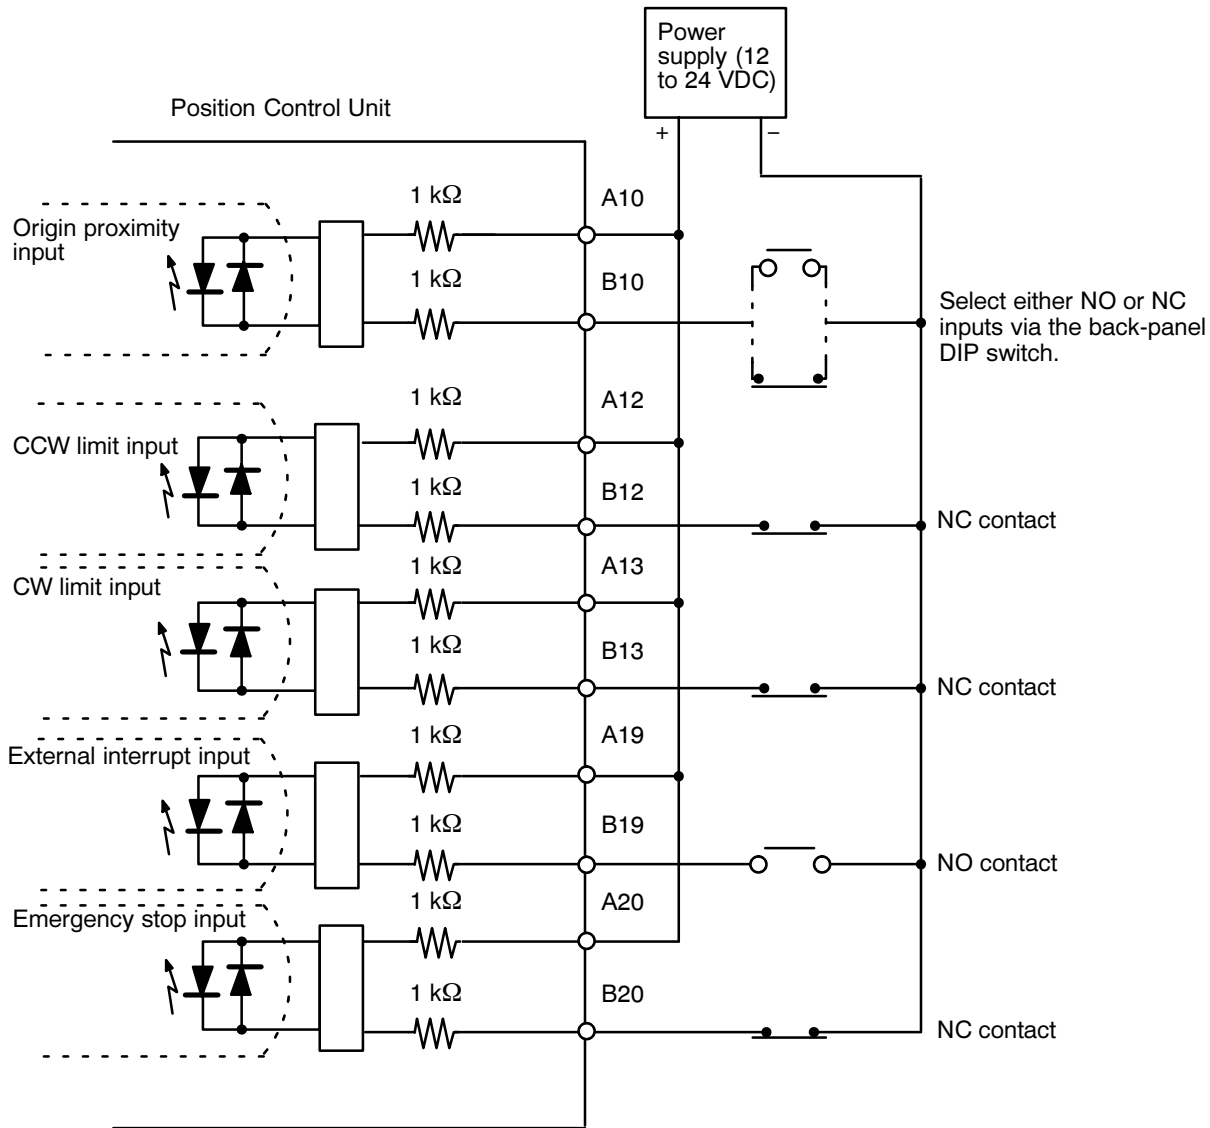 Power
supply (12
to 24 VDC)
Position Control Unit
+
–
1 kΩ
A10
Origin proximity
input
1 kΩ
B10
Select either NO or NC
inputs via the back-panel
DIP switch.
1 kΩ
A12
CCW limit input
1 kΩ
B12
NC contact
1 kΩ
A13
CW limit input
1 kΩ
B13
NC contact
1 kΩ
A19
External interrupt input
1 kΩ
B19
NO contact
1 kΩ
A20
Emergency stop input
1 kΩ
B20
NC contact